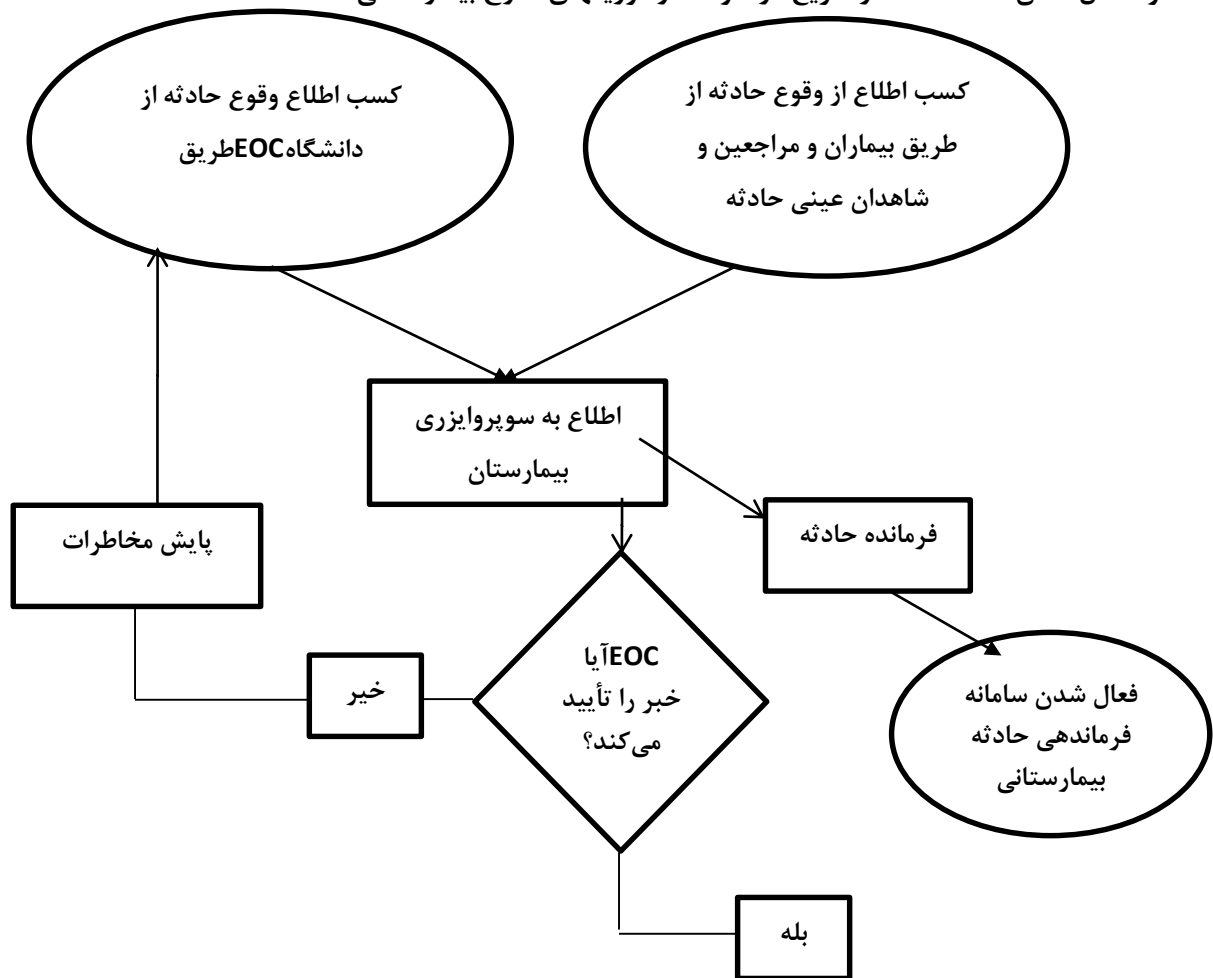 کسب اطلاع وقوع حادثه از
طریقEOCدانشگاه
کسب اطلاع از وقوع حادثه از
طریق بیماران و مراجعین و
شاهدان عینی حادثه
اطلاع به سوپروایزری
بیمارستان
پایش مخاطرات
فرمانده حادثه
آیاEOC
خبر را تأیید
می‌کند؟
خیر
فعال شدن سامانه
فرماندهی حادثه
بیمارستانی
بله